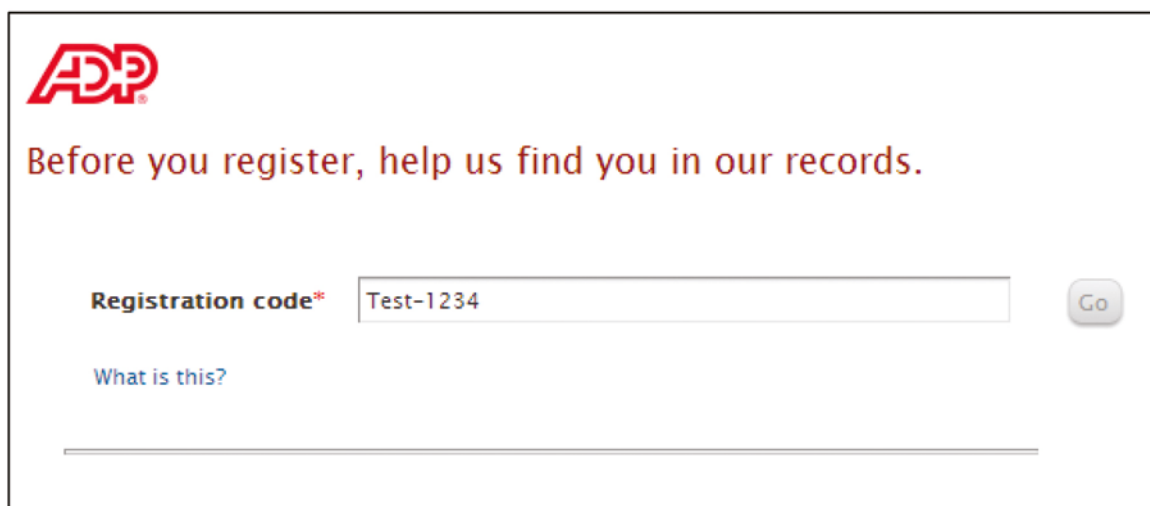 ADP®
Before you register, help us find you in our records.
Registration code* Test-1234 Go
What is this?